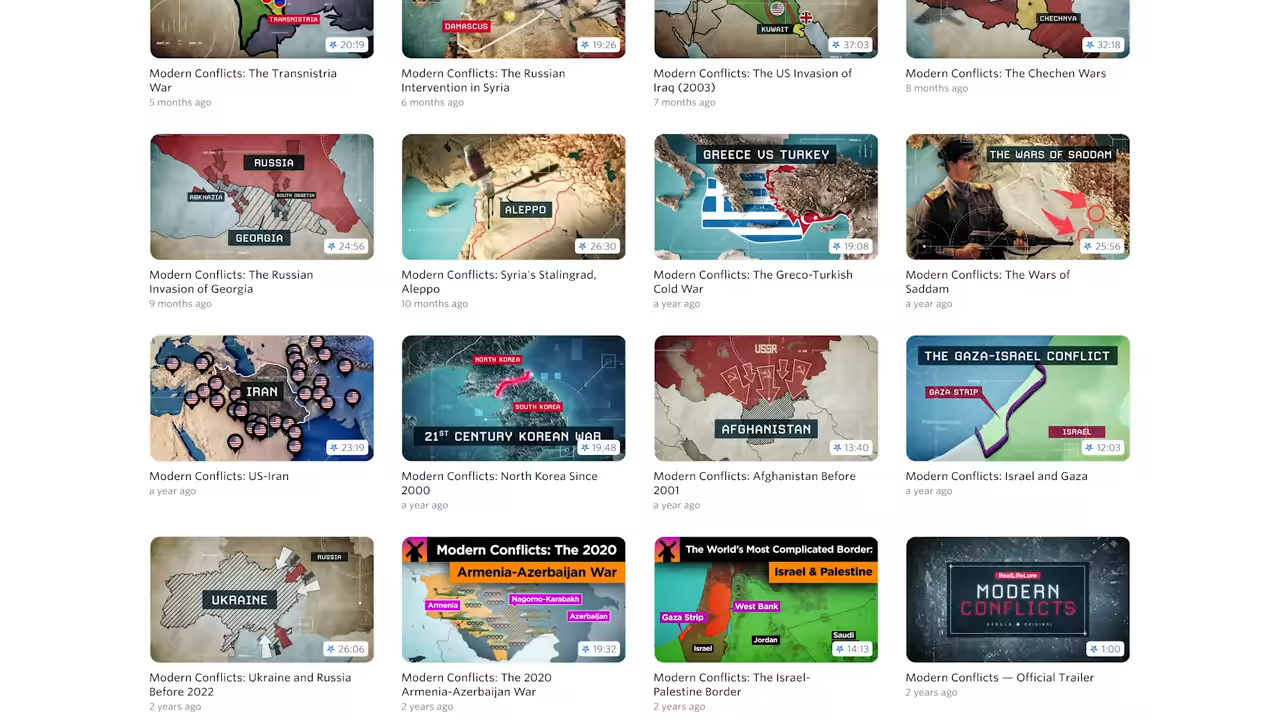 TRANSNISTRIA
20:19
DAMASCUS
19:26
KUWAIT
37:03
CHECHNYA
32:18
Modern Conflicts: The Transnistria
War
5 months ago
Modern Conflicts: The Russian
Intervention in Syria
6 months ago
Modern Conflicts: The US Invasion of
Iraq (2003)
7 months ago
Modern Conflicts: The Chechen Wars
8 months ago
RUSSIA
ABKHAZIA
SOUTH OSSETIA
GEORGIA
24:56
ALEPPO
26:30
GREECE VS TURKEY
19:08
THE WARS OF SADDAM
25:56
Modern Conflicts: The Russian
Invasion of Georgia
9 months ago
Modern Conflicts: Syria's Stalingrad,
Aleppo
10 months ago
Modern Conflicts: The Greco-Turkish
Cold War
a year ago
Modern Conflicts: The Wars of
Saddam
a year ago
IRAN
23:19
NORTH KOREA
SOUTH KOREA
21ST CENTURY KOREAN WAR
19:48
USSR
AFGHANISTAN
13:40
THE GAZA-ISRAEL CONFLICT
GAZA STRIP
ISRAEL
12:03
Modern Conflicts: US-Iran
a year ago
Modern Conflicts: North Korea Since
2000
a year ago
Modern Conflicts: Afghanistan Before
2001
a year ago
Modern Conflicts: Israel and Gaza
a year ago
RUSSIA
UKRAINE
26:06
Modern Conflicts: The 2020
Armenia-Azerbaijan War
Armenia
Nagorno-Karabakh
Azerbaijan
19:32
The World's Most Complicated Border:
Israel & Palestine
West Bank
Gaza Strip
Jordan
Saudi
Israel
14:13
RealLifeLore
MODERN
CONFLICTS
NEBULA ORIGINAL
1:00
Modern Conflicts: Ukraine and Russia
Before 2022
2 years ago
Modern Conflicts: The 2020
Armenia-Azerbaijan War
2 years ago
Modern Conflicts: The Israel-
Palestine Border
2 years ago
Modern Conflicts — Official Trailer
2 years ago